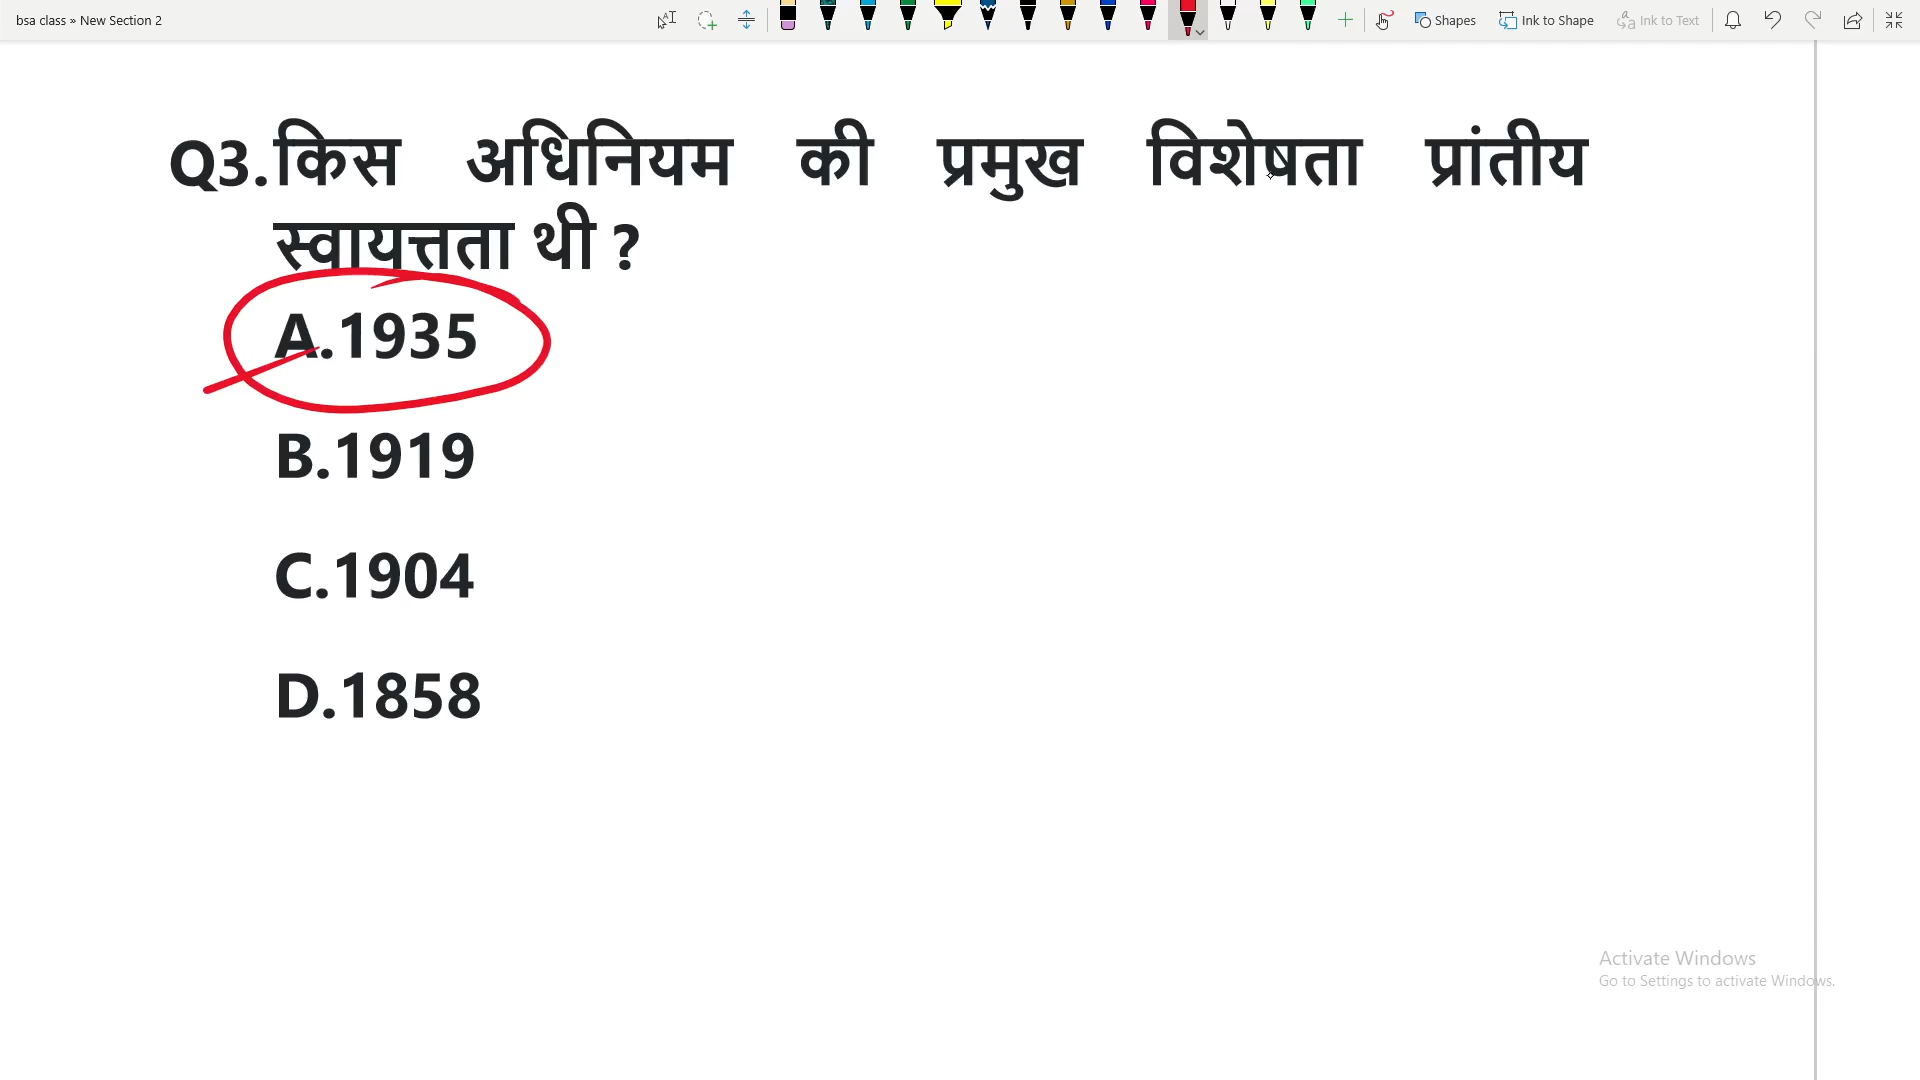 bsa class » New Section 2
Shapes
Ink to Shape
Ink to Text
Q3.किस अधिनियम की प्रमुख विशेषता प्रांतीय
स्वायत्तता थी ?
A.1935
B.1919
C.1904
D.1858
Activate Windows
Go to Settings to activate Windows.